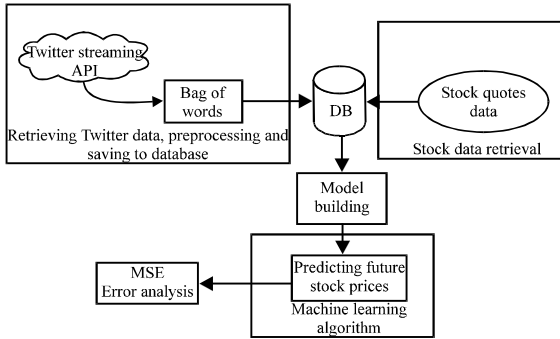 Twitter streaming
API
Bag of
words
Retrieving Twitter data, preprocessing and
saving to database
DB
Stock quotes
data
Stock data retrieval
Model
building
Predicting future
stock prices
Machine learning
algorithm
MSE
Error analysis